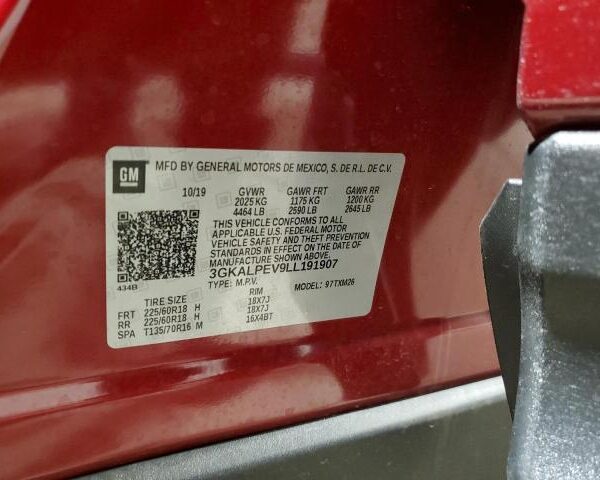 GM MFD BY GENERAL MOTORS DE MEXICO, S. DE R.L. DE C.V.
10/19 GVWR GAWR FRT GAWR RR
2025 KG 1175 KG 1200 KG
4464 LB 2590 LB 2645 LB
THIS VEHICLE CONFORMS TO ALL
APPLICABLE U.S. FEDERAL MOTOR
VEHICLE SAFETY AND THEFT PREVENTION
STANDARDS IN EFFECT ON THE DATE OF
MANUFACTURE SHOWN ABOVE.
3GKALPEV9LL191907
434B TYPE: M.P.V. MODEL: 97TXM26
TIRE.SIZE RIM
FRT 225/60R18 H 18X7J
RR 225/60R18 H 18X7J
SPA T135/70R16 M 16X4BT